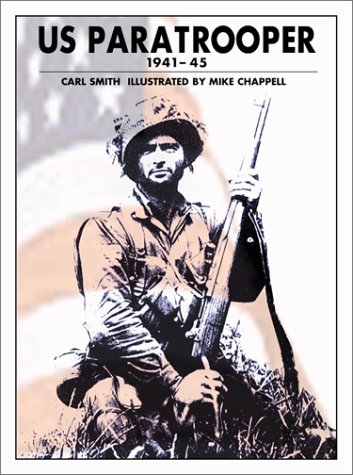 US PARATROOPER
1941–45
CARL SMITH ILLUSTRATED BY MIKE CHAPPELL